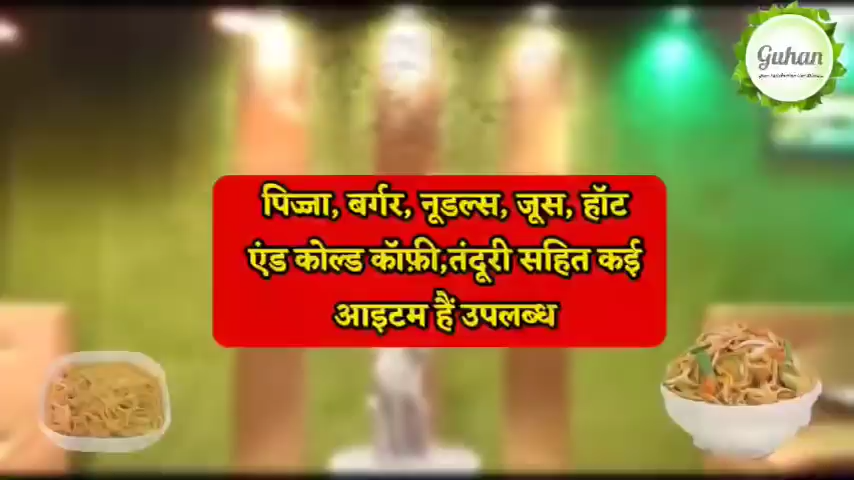 Guhan
पिज्जा, बर्गर, नूडल्स, जूस, हॉट
एंड कोल्ड कॉफ़ी,तंदूरी सहित कई
आइटम हैं उपलब्ध